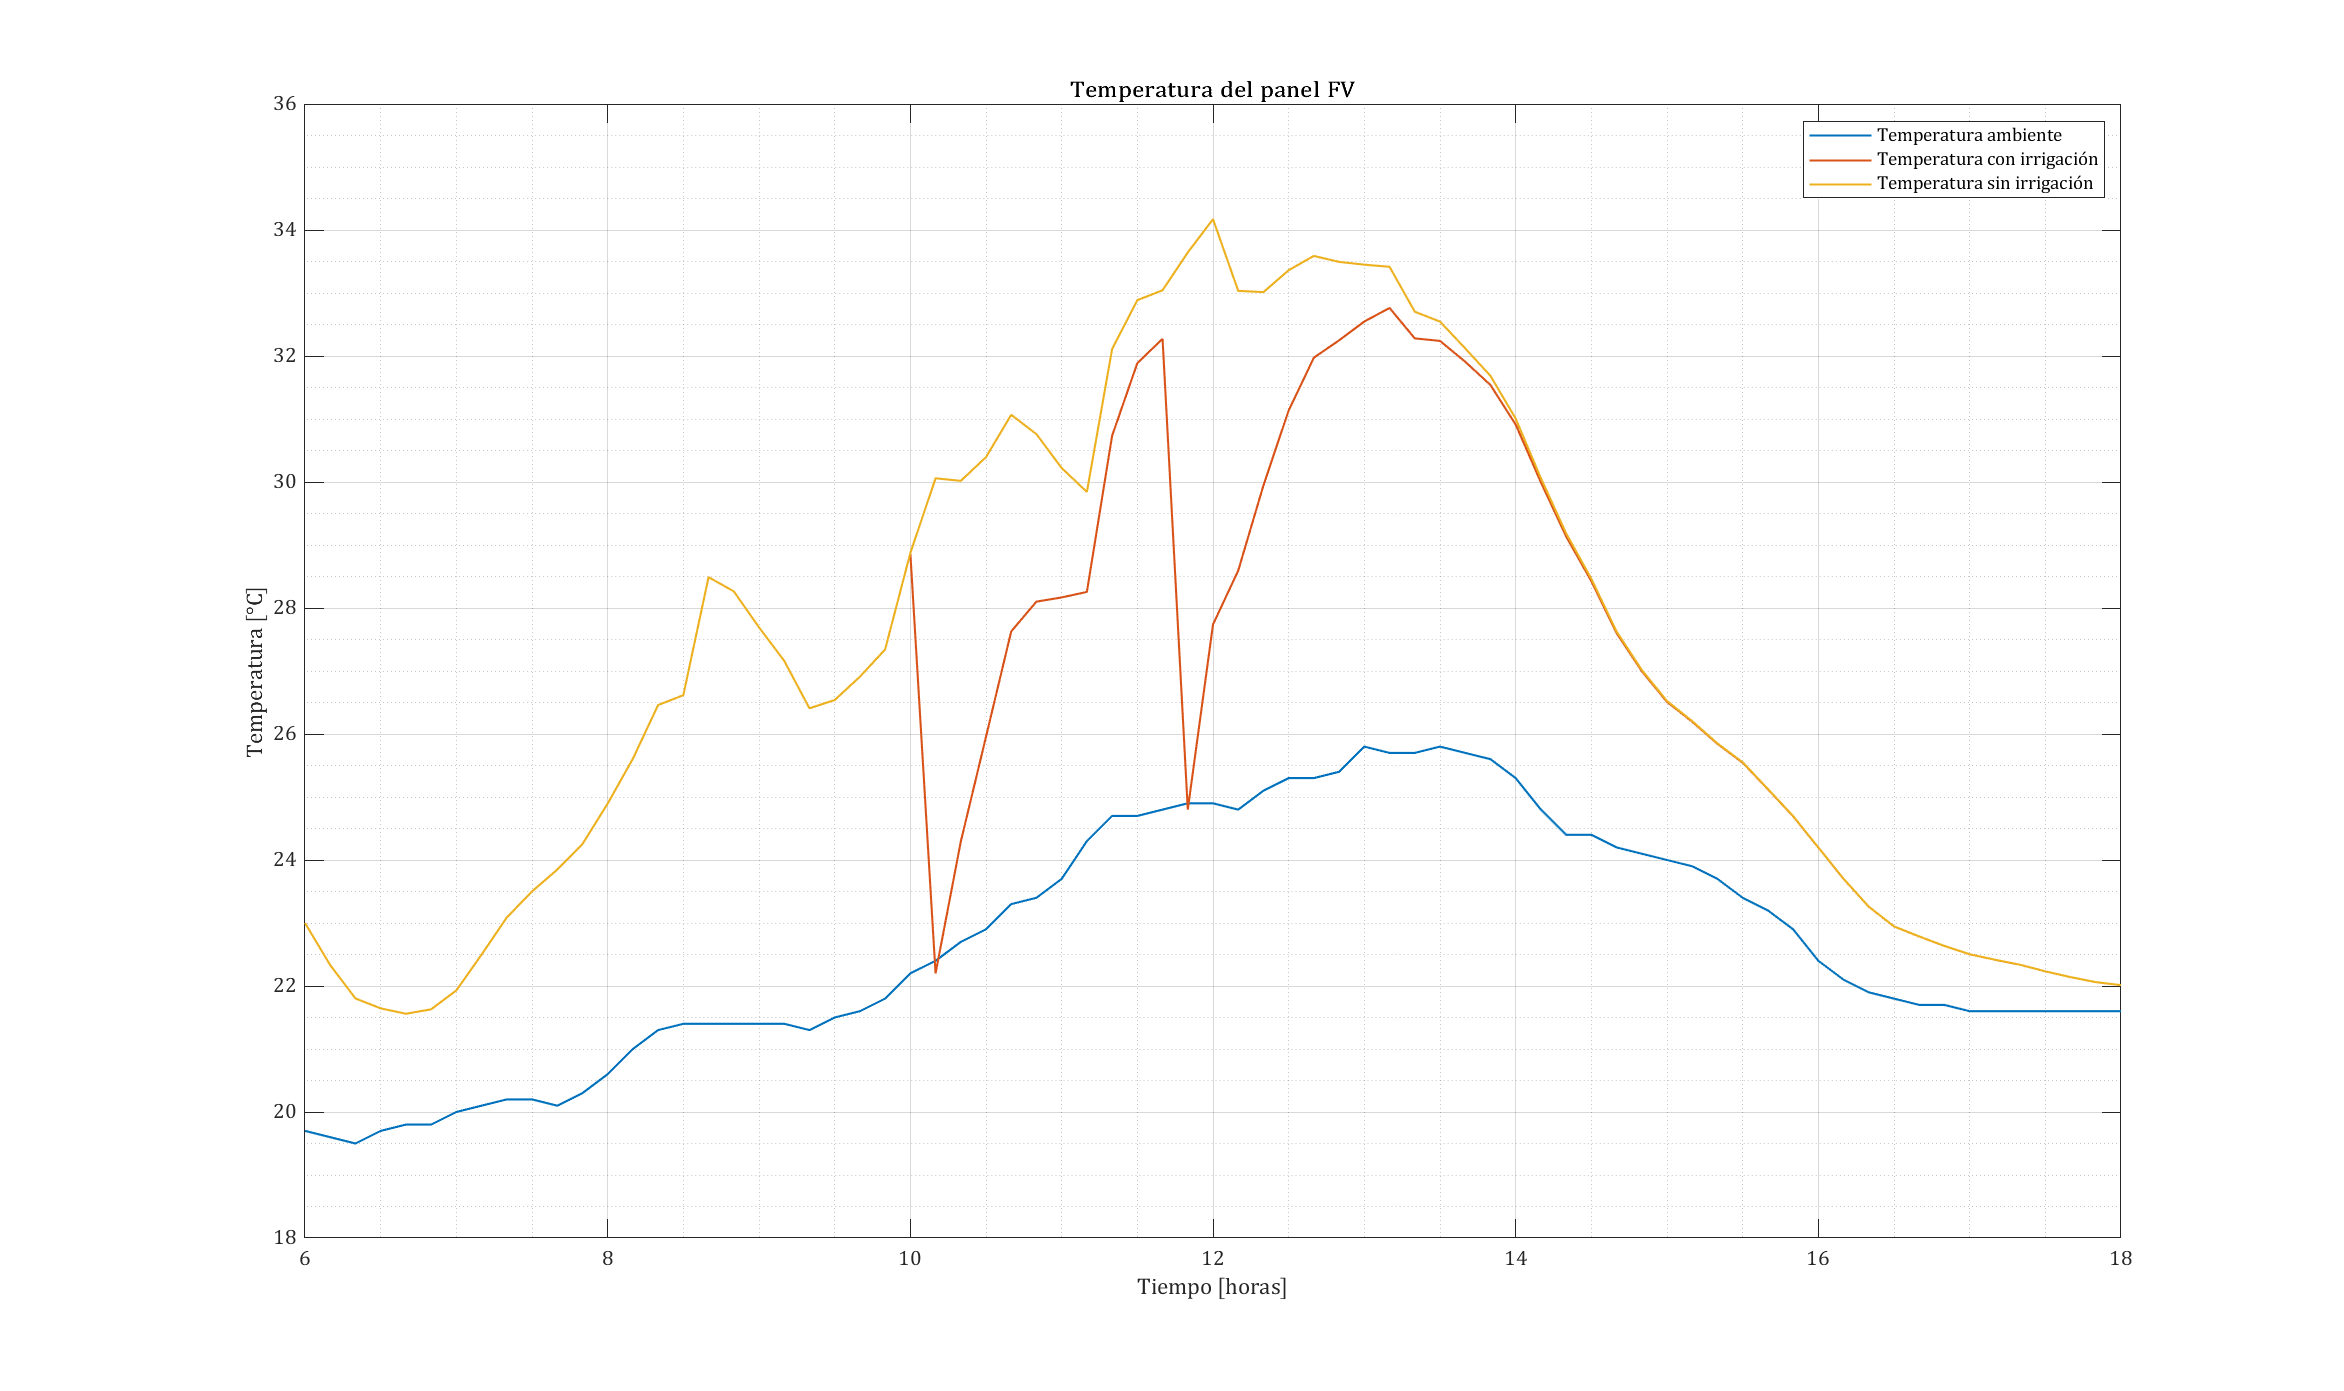 Temperatura del panel FV
36
34
32
30
28
26
24
22
20
18
Temperatura [°C]
Temperatura ambiente
Temperatura con irrigación
Temperatura sin irrigación
6 8 10 12 14 16 18
Tiempo [horas]